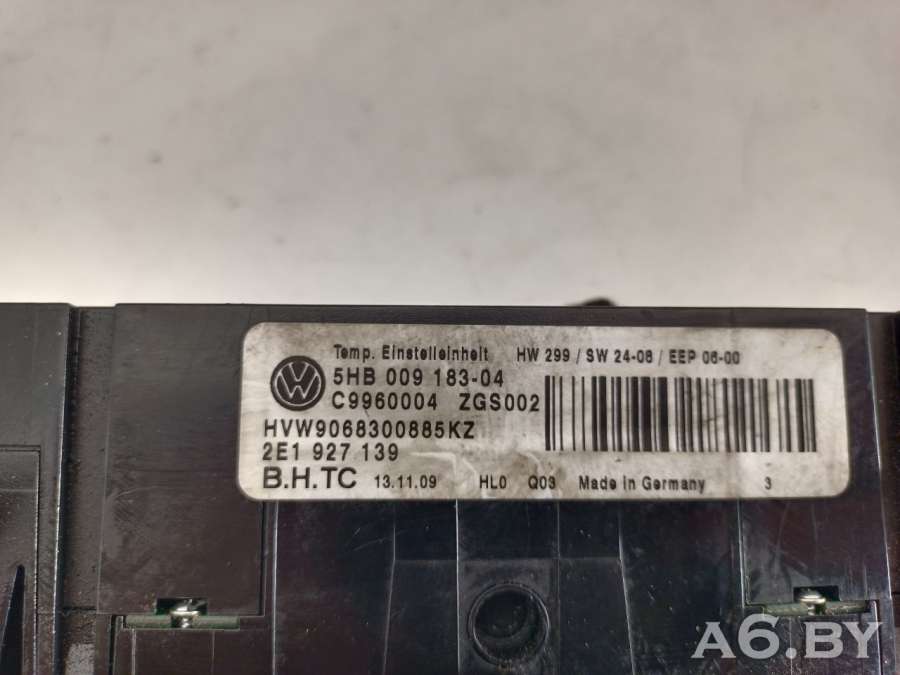 Temp. Einstelleinheit HW 299 / SW 24-08 / EEP 06-00
5HB 009 183-04
C9960004 ZGS002
HVW9068300885KZ
2E1 927 139
B.H.TC 13.11.09 HL0 Q03 Made in Germany 3
A6.BY